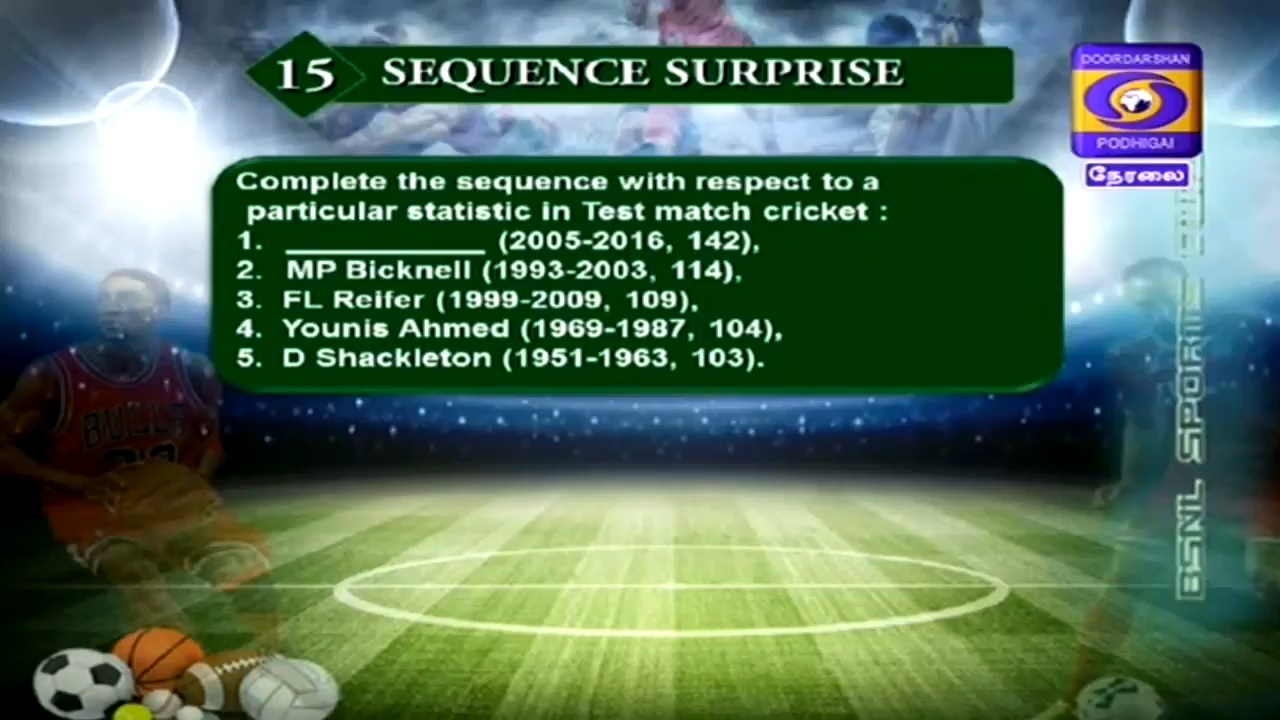 15 SEQUENCE SURPRISE
DOORDARSHAN
PODHIGAI
நேரலை
Complete the sequence with respect to a
particular statistic in Test match cricket :
1. __________ (2005-2016, 142),
2. MP Bicknell (1993-2003, 114),
3. FL Reifer (1999-2009, 109),
4. Younis Ahmed (1969-1987, 104),
5. D Shackleton (1951-1963, 103).
BULLS
BSNL SPORTS